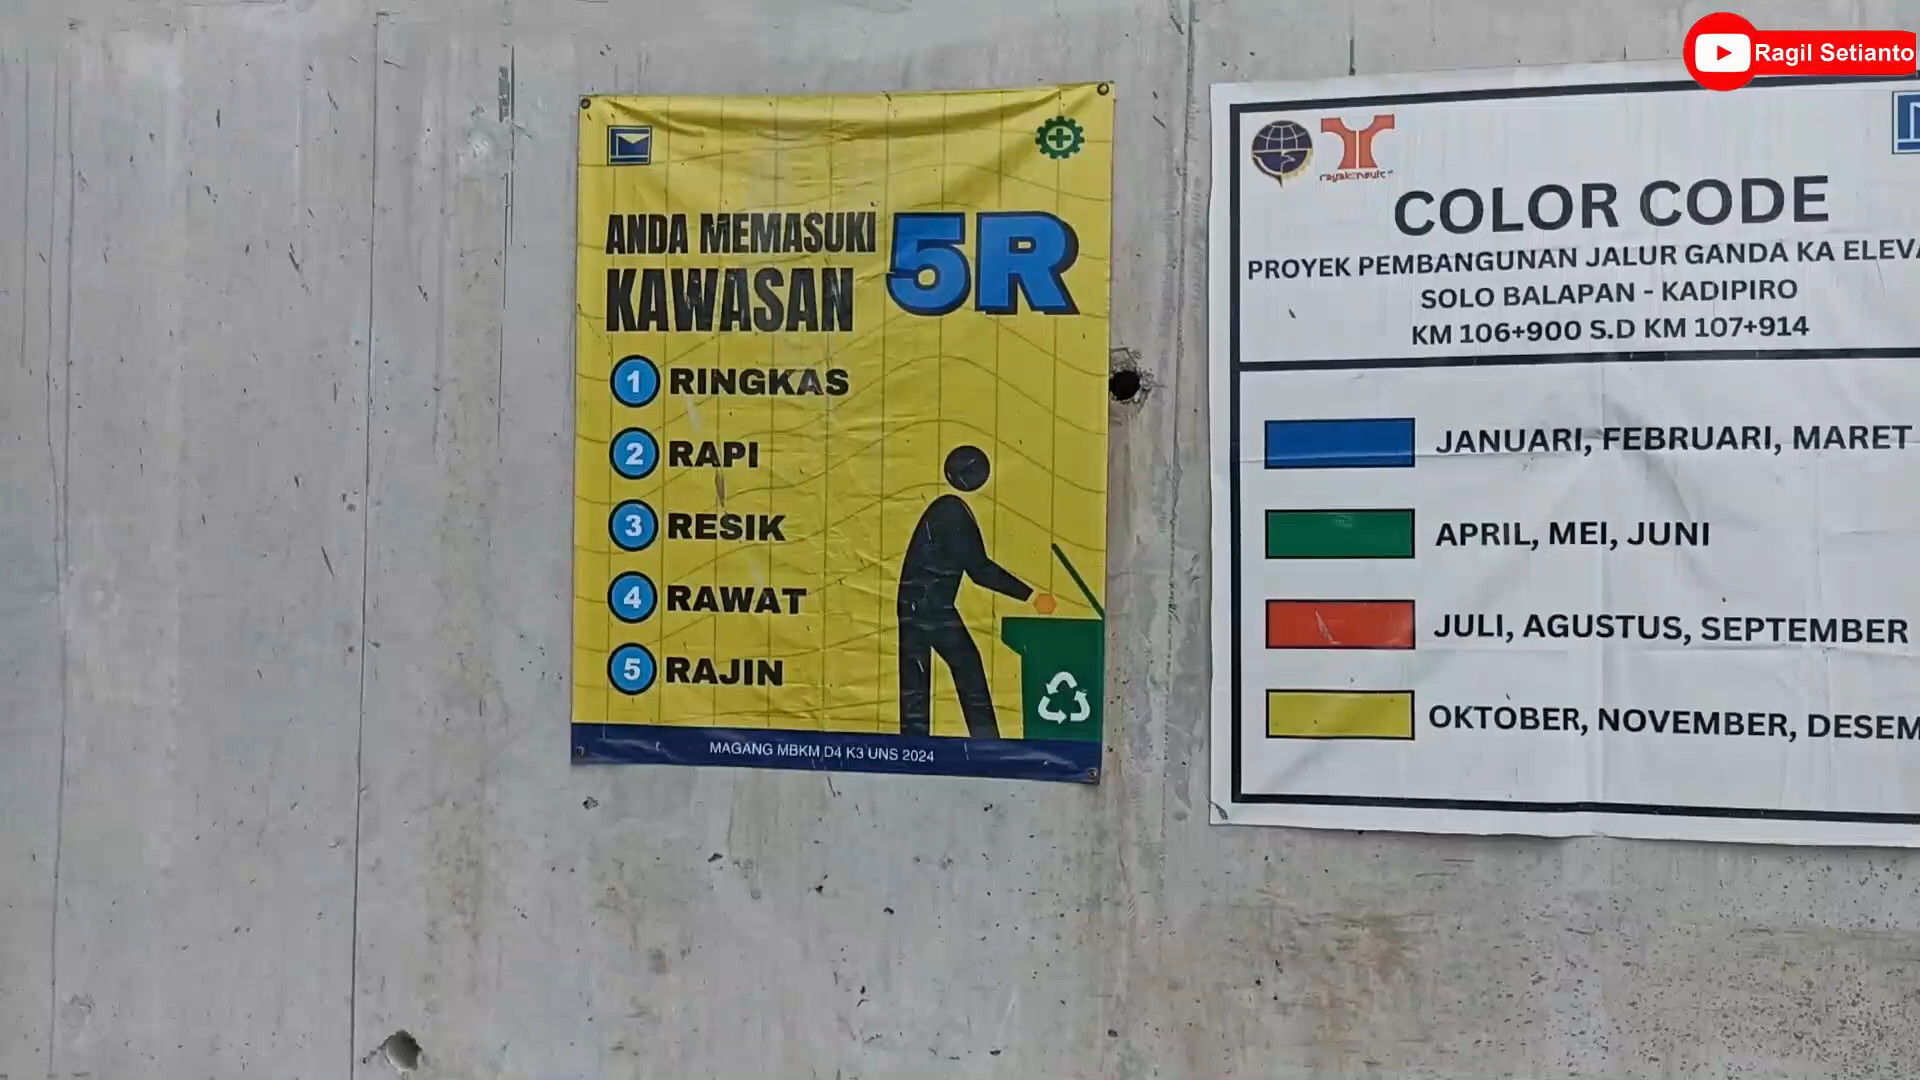 Ragil Setianto
ANDA MEMASUKI
KAWASAN
5R
1 RINGKAS
2 RAPI
3 RESIK
4 RAWAT
5 RAJIN
MAGANG MBKM D4 K3 UNS 2024
COLOR CODE
PROYEK PEMBANGUNAN JALUR GANDA KA ELEVA
SOLO BALAPAN - KADIPIRO
KM 106+900 S.D KM 107+914
JANUARI, FEBRUARI, MARET
APRIL, MEI, JUNI
JULI, AGUSTUS, SEPTEMBER
OKTOBER, NOVEMBER, DESEM